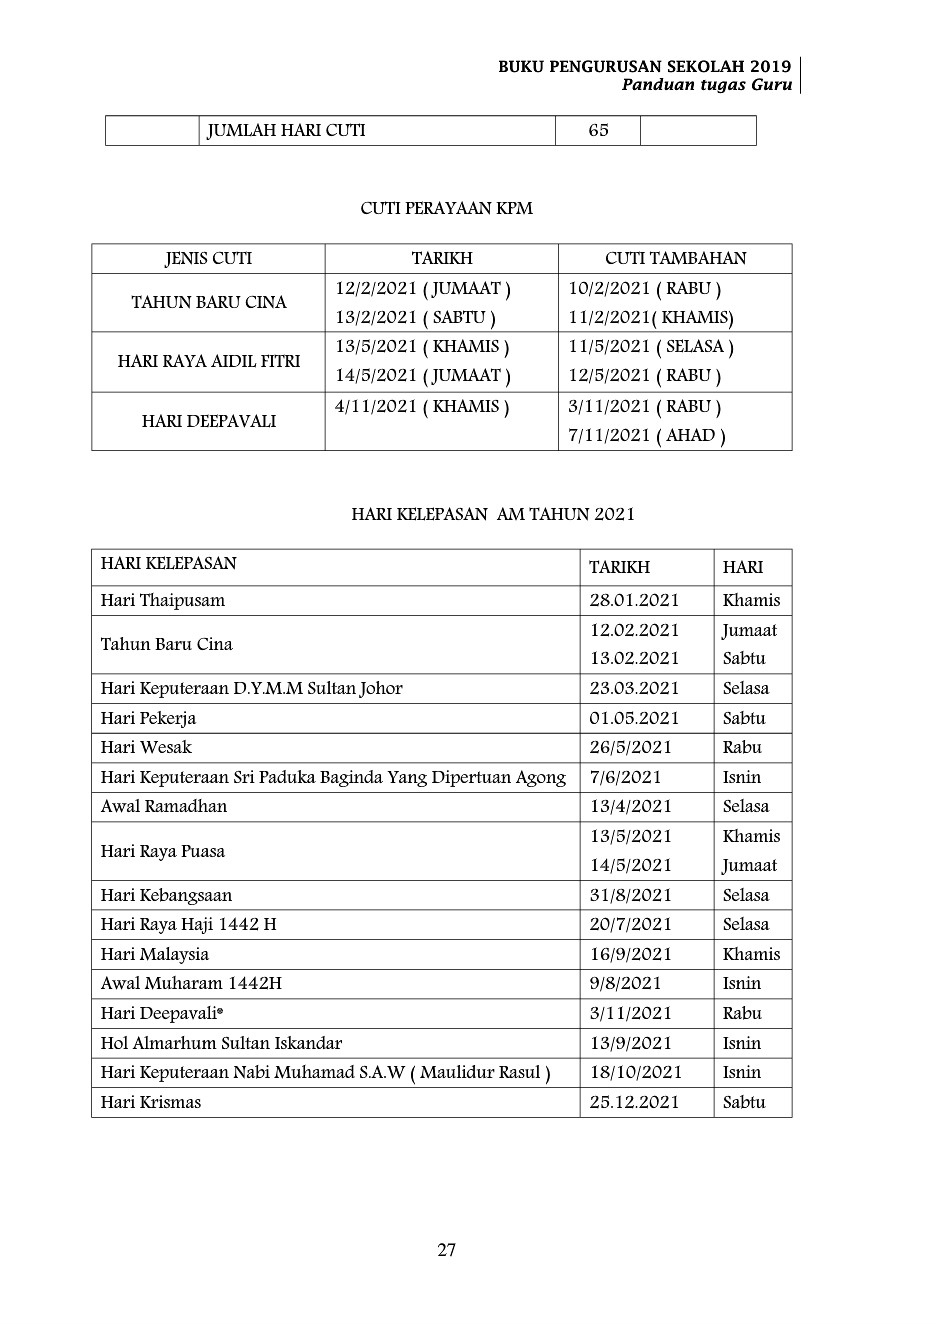 BUKU PENGURUSAN SEKOLAH 2019
Panduan tugas Guru
JUMLAH HARI CUTI 65
CUTI PERAYAAN KPM
JENIS CUTI TARIKH CUTI TAMBAHAN
TAHUN BARU CINA
12/2/2021 ( JUMAAT ) 10/2/2021 ( RABU )
13/2/2021 ( SABTU ) 11/2/2021( KHAMIS)
HARI RAYA AIDIL FITRI
13/5/2021 ( KHAMIS ) 11/5/2021 ( SELASA )
14/5/2021 ( JUMAAT ) 12/5/2021 ( RABU )
HARI DEEPAVALI
4/11/2021 ( KHAMIS ) 3/11/2021 ( RABU )
7/11/2021 ( AHAD )
HARI KELEPASAN  AM TAHUN 2021
HARI KELEPASAN TARIKH HARI
Hari Thaipusam 28.01.2021 Khamis
Tahun Baru Cina
12.02.2021 Jumaat
13.02.2021 Sabtu
Hari Keputeraan D.Y.M.M Sultan Johor 23.03.2021 Selasa
Hari Pekerja 01.05.2021 Sabtu
Hari Wesak 26/5/2021 Rabu
Hari Keputeraan Sri Paduka Baginda Yang Dipertuan Agong 7/6/2021 Isnin
Awal Ramadhan 13/4/2021 Selasa
Hari Raya Puasa
13/5/2021 Khamis
14/5/2021 Jumaat
Hari Kebangsaan 31/8/2021 Selasa
Hari Raya Haji 1442 H 20/7/2021 Selasa
Hari Malaysia 16/9/2021 Khamis
Awal Muharam 1442H 9/8/2021 Isnin
Hari Deepavali* 3/11/2021 Rabu
Hol Almarhum Sultan Iskandar 13/9/2021 Isnin
Hari Keputeraan Nabi Muhamad S.A.W ( Maulidur Rasul ) 18/10/2021 Isnin
Hari Krismas 25.12.2021 Sabtu
27